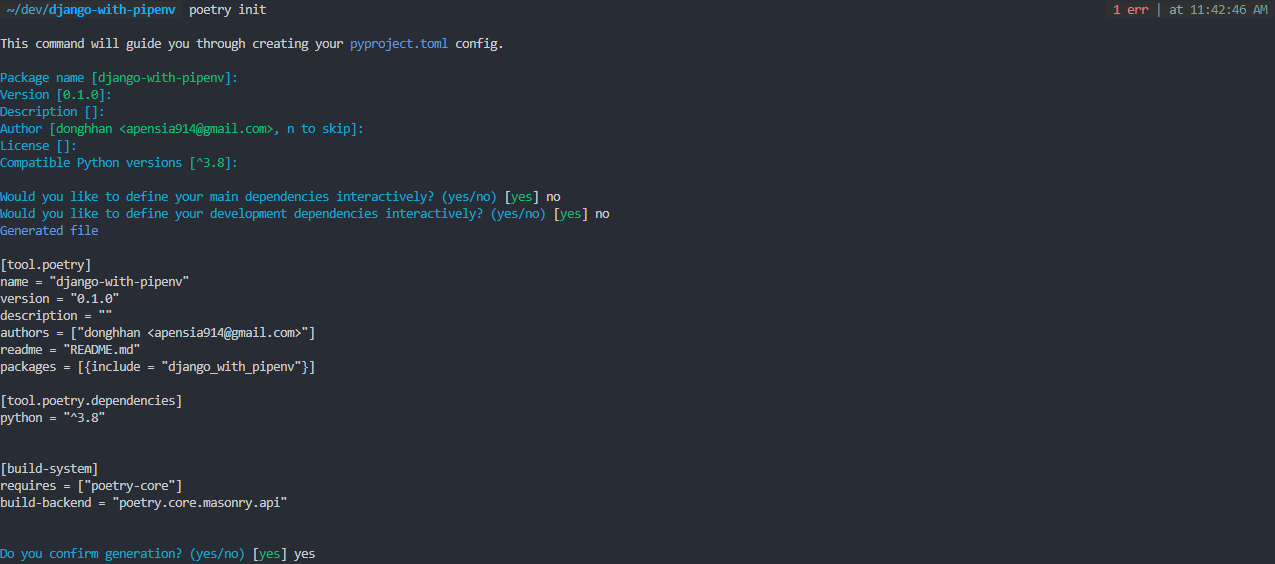 ~/dev/django-with-pipenv poetry init 1 err | at 11:42:46 AM
This command will guide you through creating your pyproject.toml config.
Package name [django-with-pipenv]:
Version [0.1.0]:
Description []:
Author [donghhan <apensia914@gmail.com>, n to skip]:
License []:
Compatible Python versions [^3.8]:
Would you like to define your main dependencies interactively? (yes/no) [yes] no
Would you like to define your development dependencies interactively? (yes/no) [yes] no
Generated file
[tool.poetry]
name = "django-with-pipenv"
version = "0.1.0"
description = ""
authors = ["donghhan <apensia914@gmail.com>"]
readme = "README.md"
packages = [{include = "django_with_pipenv"}]
[tool.poetry.dependencies]
python = "^3.8"
[build-system]
requires = ["poetry-core"]
build-backend = "poetry.core.masonry.api"
Do you confirm generation? (yes/no) [yes] yes